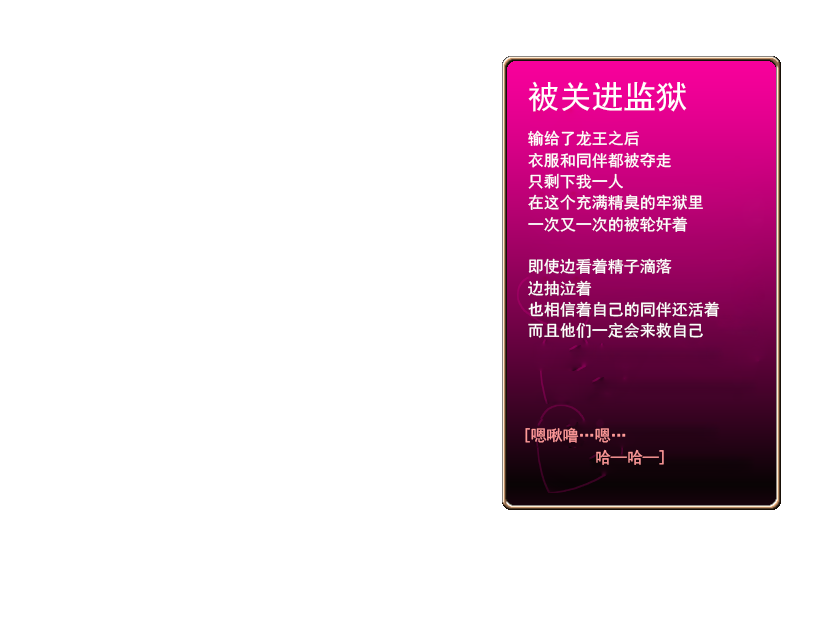 被关进监狱
输给了龙王之后
衣服和同伴都被夺走
只剩下我一人
在这个充满精臭的牢狱里
一次又一次的被轮奸着
即使边看着精子滴落
边抽泣着
也相信着自己的同伴还活着
而且他们一定会来救自己
[嗯啾噜…嗯…
哈—哈—]